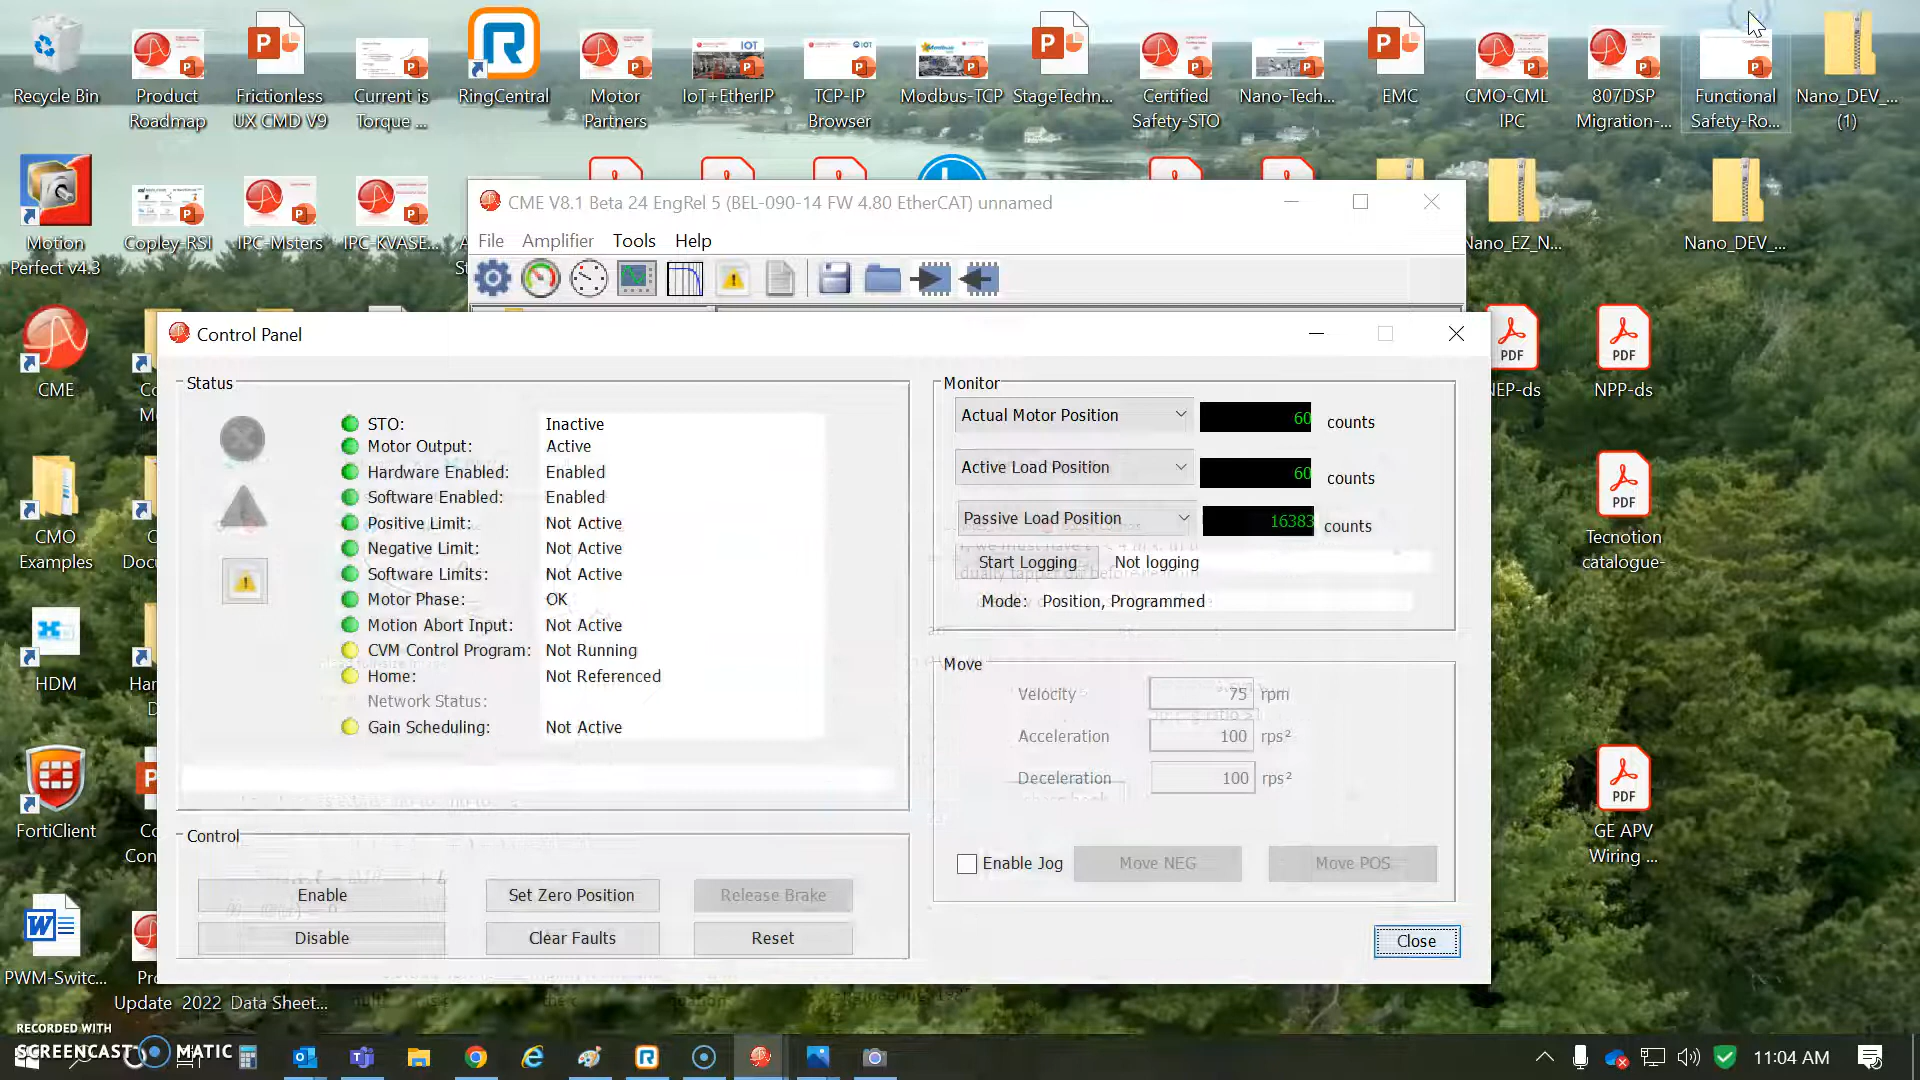 Recycle Bin
Product
Roadmap
Frictionless
UX CMD V9
Current is
Torque ...
RingCentral
Motor
Partners
IoT+EtherIP
TCP-IP
Browser
Modbus-TCP
StageTechn...
Certified
Safety-STO
Nano-Tech...
EMC
CMO-CML
IPC
807DSP
Migration-...
Functional
Safety-Ro...
Nano_DEV_...
(1)
Motion
Perfect v4.3
Copley-RSI
IPC-Msters
IPC-KVASE...
Nano_EZ_N...
Nano_DEV_...
CME V8.1 Beta 24 EngRel 5 (BEL-090-14 FW 4.80 EtherCAT) unnamed
File Amplifier Tools Help
Control Panel
Status
STO: Inactive
Motor Output: Active
Hardware Enabled: Enabled
Software Enabled: Enabled
Positive Limit: Not Active
Negative Limit: Not Active
Software Limits: Not Active
Motor Phase: OK
Motion Abort Input: Not Active
CVM Control Program: Not Running
Home: Not Referenced
Network Status:
Gain Scheduling: Not Active
Monitor
Actual Motor Position 60 counts
Active Load Position 60 counts
Passive Load Position 16383 counts
Start Logging Not logging
Mode: Position, Programmed
Move
Velocity 75 rpm
Acceleration 100 rps²
Deceleration 100 rps²
Enable Jog Move NEG Move POS
Control
Enable Set Zero Position Release Brake
Disable Clear Faults Reset
Close
CME
CMO
Examples
HDM
FortiClient
PWM-Switc...
Update 2022 Data Sheet...
NEP-ds
NPP-ds
PDF
PDF
PDF
PDF
Tecnotion
catalogue-
GE APV
Wiring ...
RECORDED WITH
SCREENCAST MATIC
11:04 AM